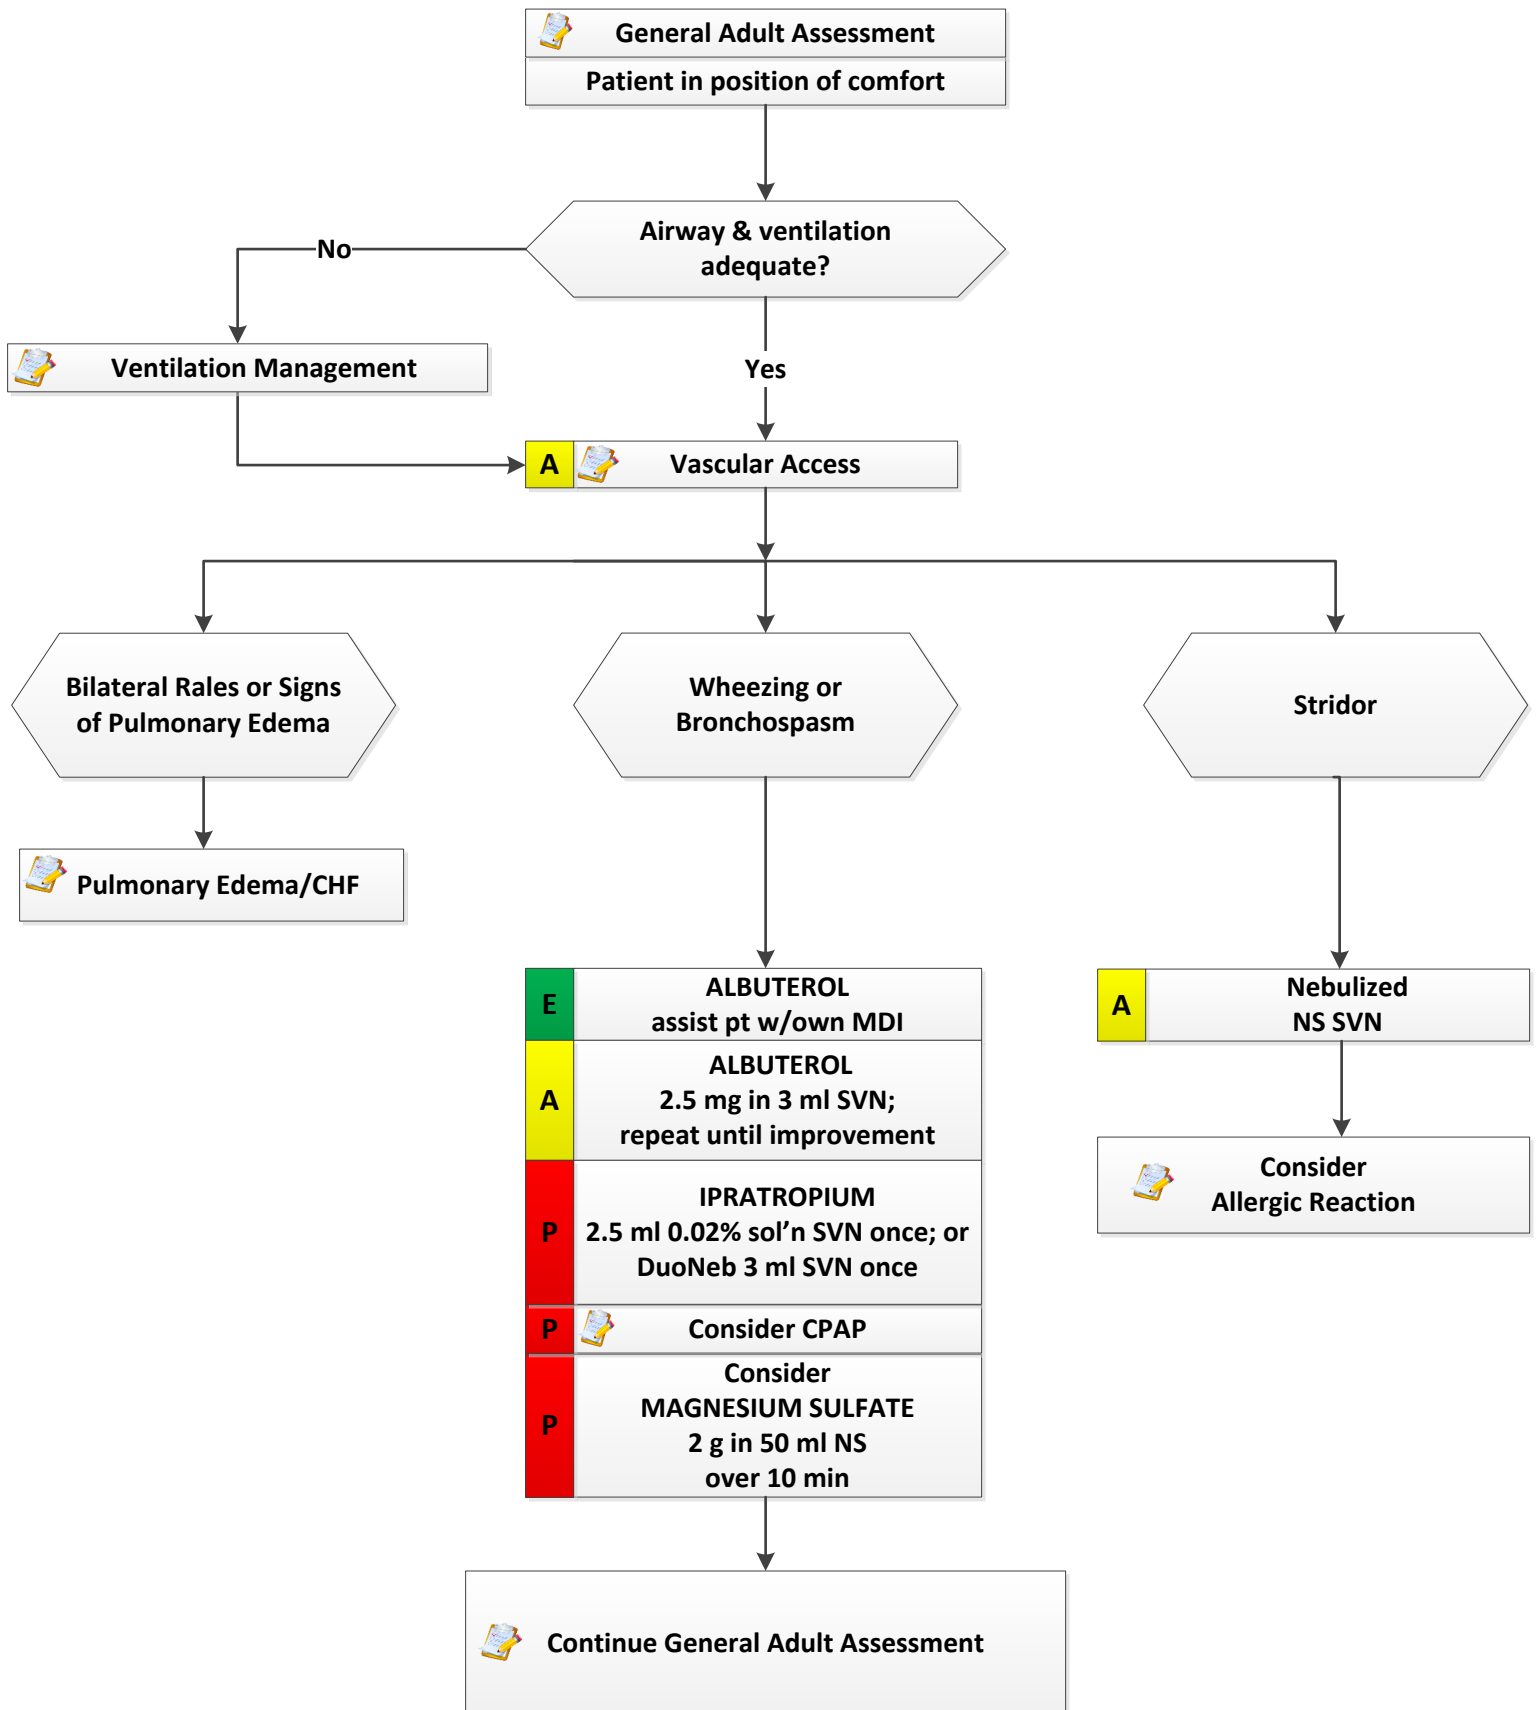 General Adult Assessment
Patient in position of comfort
Airway & ventilation
adequate?
No
Yes
Ventilation Management
A
Vascular Access
Bilateral Rales or Signs
of Pulmonary Edema
Wheezing or
Bronchospasm
Stridor
Pulmonary Edema/CHF
E
ALBUTEROL
assist pt w/own MDI
A
ALBUTEROL
2.5 mg in 3 ml SVN;
repeat until improvement
P
IPRATROPIUM
2.5 ml 0.02% sol’n SVN once; or
DuoNeb 3 ml SVN once
P
Consider CPAP
P
Consider
MAGNESIUM SULFATE
2 g in 50 ml NS
over 10 min
A
Nebulized
NS SVN
Consider
Allergic Reaction
Continue General Adult Assessment